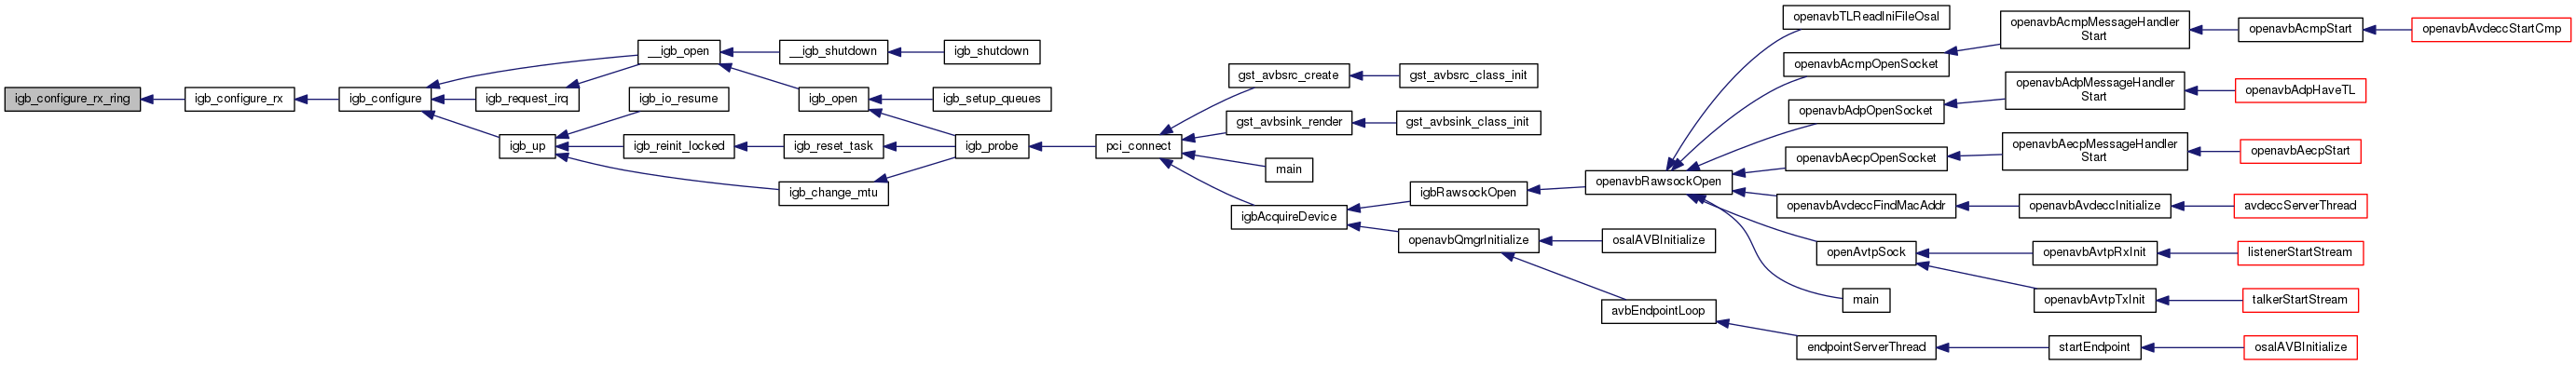 igb_configure_rx_ring
igb_configure_rx
igb_configure
__igb_open
__igb_shutdown
igb_shutdown
igb_request_irq
igb_io_resume
igb_open
igb_setup_queues
igb_up
igb_reinit_locked
igb_reset_task
igb_probe
igb_change_mtu
pci_connect
gst_avbsrc_create
gst_avbsrc_class_init
gst_avbsink_render
gst_avbsink_class_init
main
igbAcquireDevice
igbRawsockOpen
openavbQmgrInitialize
osalAVBInitialize
avbEndpointLoop
openavbRawsockOpen
openavbTLReadIniFileOsal
openavbAcmpOpenSocket
openavbAcmpMessageHandler
Start
openavbAcmpStart
openavbAvdeccStartCmp
openavbAdpOpenSocket
openavbAdpMessageHandler
Start
openavbAdpHaveTL
openavbAecpOpenSocket
openavbAecpMessageHandler
Start
openavbAecpStart
openavbAvdeccFindMacAddr
openavbAvdeccInitialize
avdeccServerThread
openAvtpSock
openavbAvtpRxInit
listenerStartStream
openavbAvtpTxInit
talkerStartStream
main
endpointServerThread
startEndpoint
osalAVBInitialize